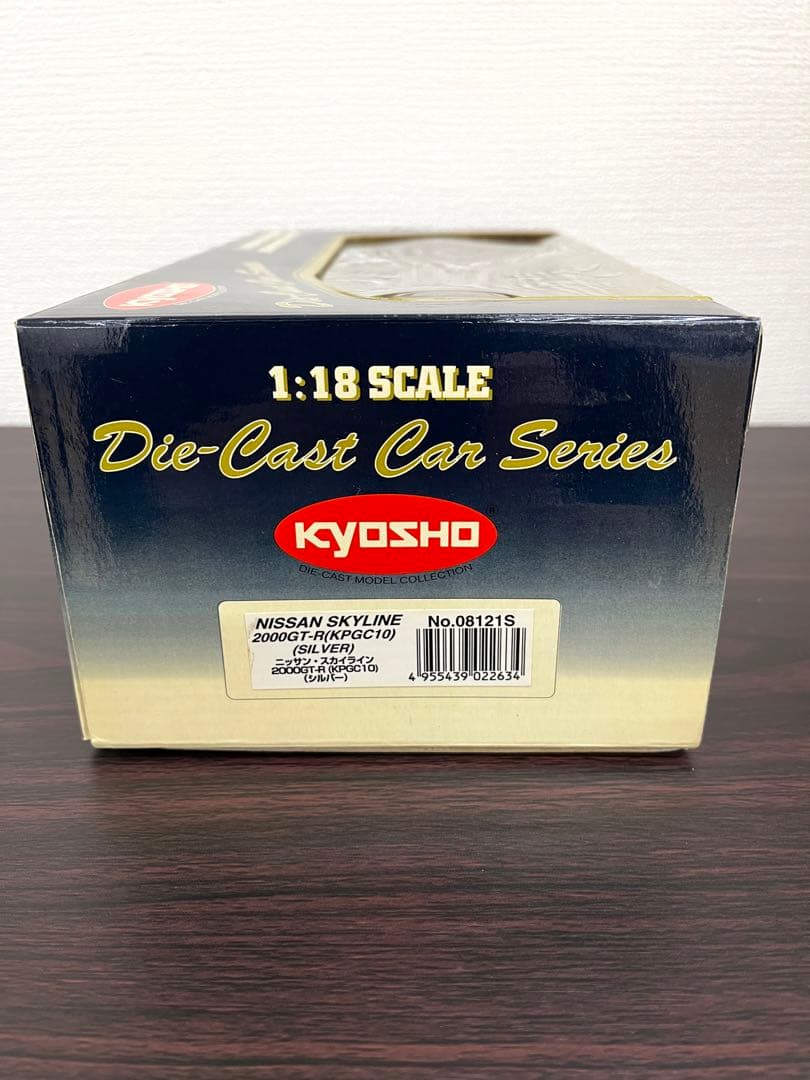 KYOSHO
1:18 SCALE
Die-Cast Car Series
KYOSHO
DIE-CAST MODEL COLLECTION
NISSAN SKYLINE
2000GT-R(KPGC10)
(SILVER)
ニッサン・スカイライン
2000GT-R (KPGC10)
(シルバー)
No.08121S
4 955439 022634